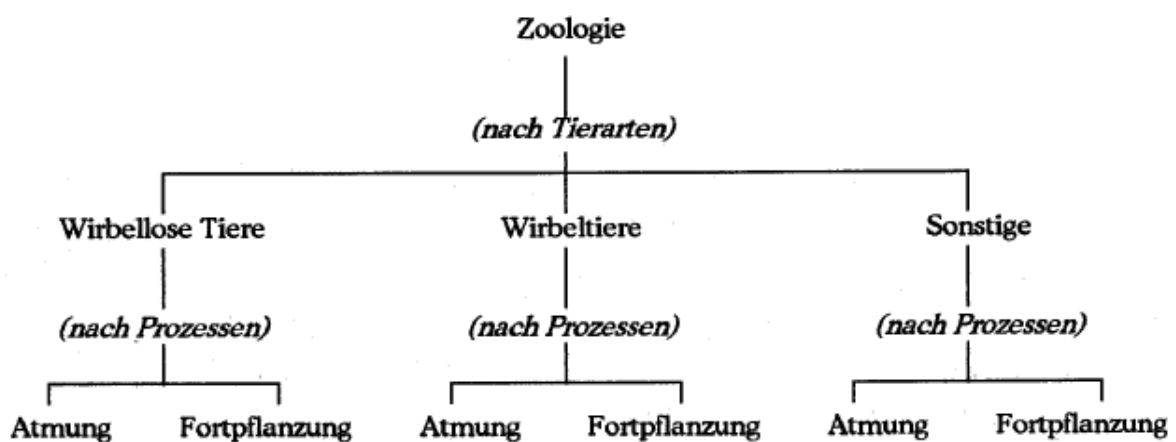 Zoologie
(nach Tierarten)
Wirbellose Tiere Wirbeltiere Sonstige
(nach Prozessen) (nach Prozessen) (nach Prozessen)
Atmung Fortpflanzung Atmung Fortpflanzung Atmung Fortpflanzung